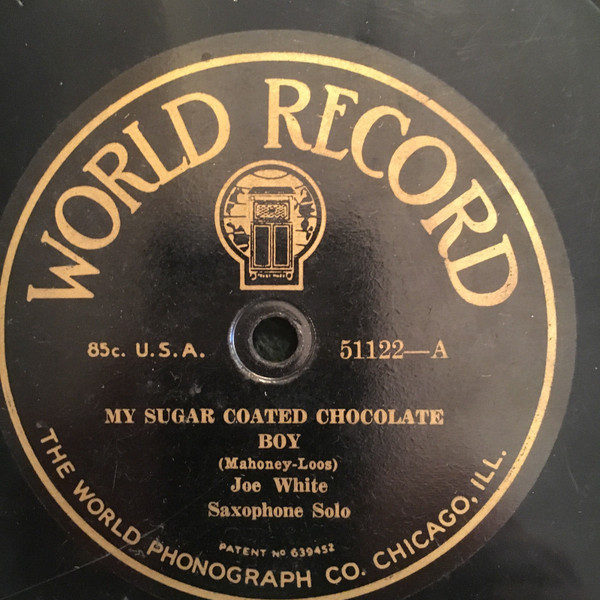 WORLD RECORD
85c. U.S.A.
51122—A
MY SUGAR COATED CHOCOLATE
BOY
(Mahoney-Loos)
Joe White
Saxophone Solo
PATENT No 639452
THE WORLD PHONOGRAPH CO. CHICAGO, ILL.